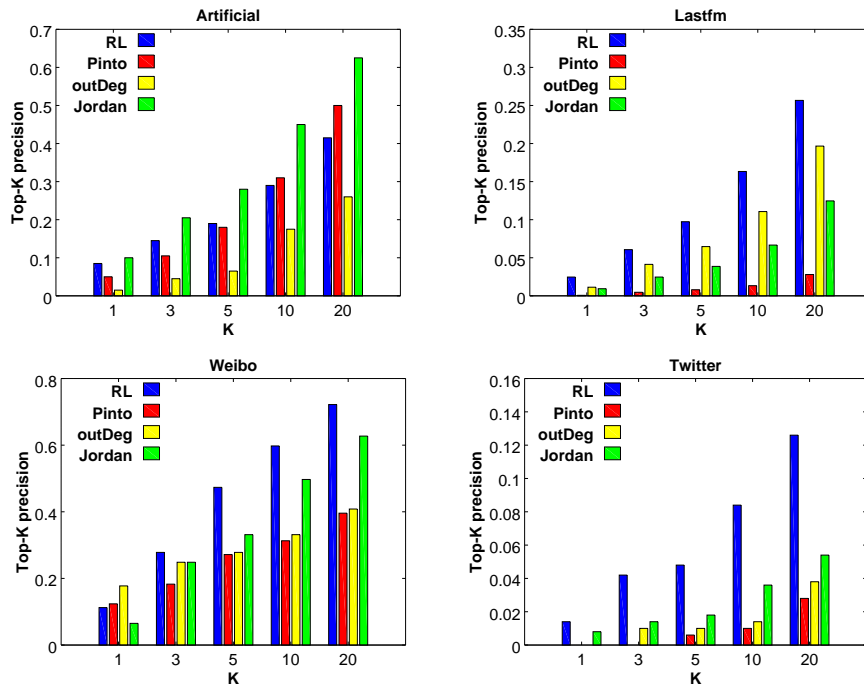 Artificial
0.7
0.6
0.5
0.4
0.3
0.2
0.1
0
Top-K precision
RL
Pinto
outDeg
Jordan
1 3 5 10 20
K
Lastfm
0.35
0.3
0.25
0.2
0.15
0.1
0.05
0
Top-K precision
RL
Pinto
outDeg
Jordan
1 3 5 10 20
K
Weibo
0.8
0.6
0.4
0.2
0
Top-K precision
RL
Pinto
outDeg
Jordan
1 3 5 10 20
K
Twitter
0.16
0.14
0.12
0.1
0.08
0.06
0.04
0.02
0
Top-K precision
RL
Pinto
outDeg
Jordan
1 3 5 10 20
K